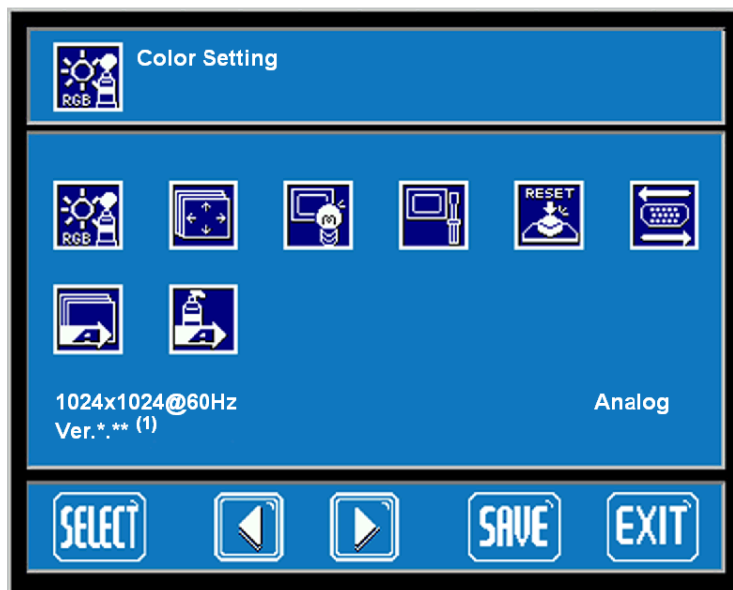 Color Setting
RGB
RGB
RESET
A A
1024x1024@60Hz Analog
Ver.*.** (1)
SELECT SAVE EXIT